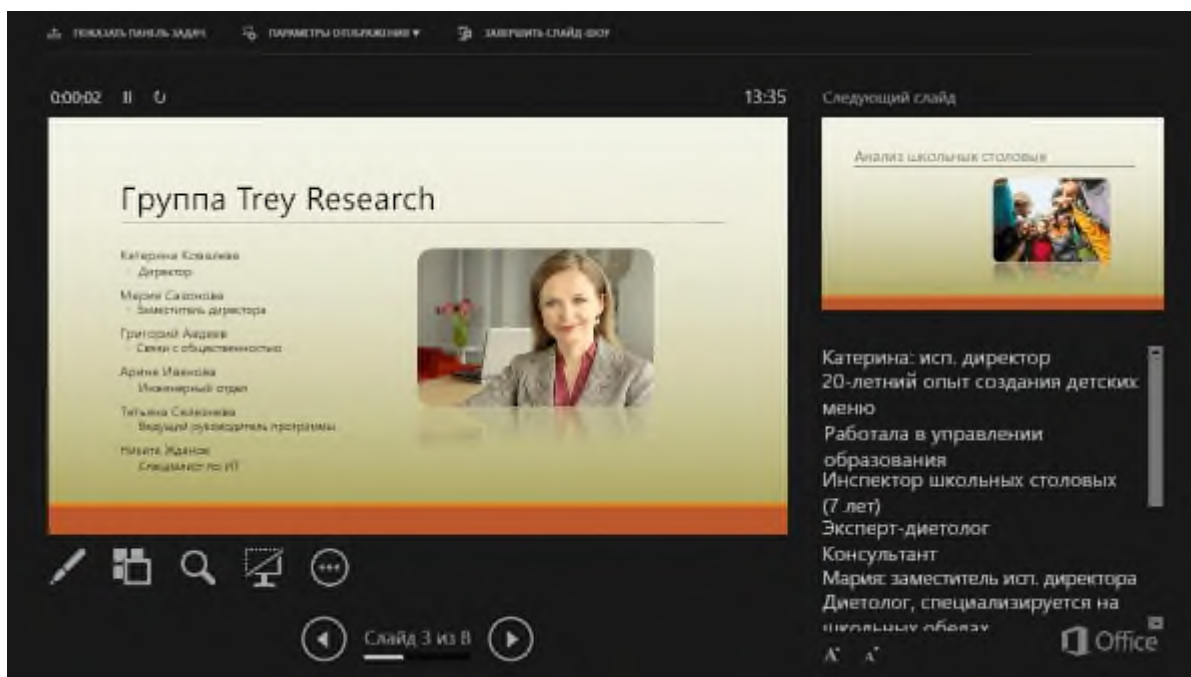 ПОКАЗАТЬ ПАНЕЛЬ ЗАДАЧ
ПАРАМЕТРЫ ОТОБРАЖЕНИЯ ▾
ЗАВЕРШИТЬ СЛАЙД-ШОУ
0:00:02
13:35
Группа Trey Research
Катерина Ковалева
Директор
Мария Сазонова
Заместитель директора
Григорий Авдеев
Связи с общественностью
Арина Иванова
Инженерный отдел
Татьяна Селезнева
Ведущий руководитель программы
Никита Жданов
Специалист по ИТ
Слайд 3 из 8
Следующий слайд
Анализ школьных столовых
Катерина: исп. директор
20-летний опыт создания детских
меню
Работала в управлении
образования
Инспектор школьных столовых
(7 лет)
Эксперт-диетолог
Консультант
Мария: заместитель исп. директора
Диетолог, специализируется на
школьных обедах
A A
Office